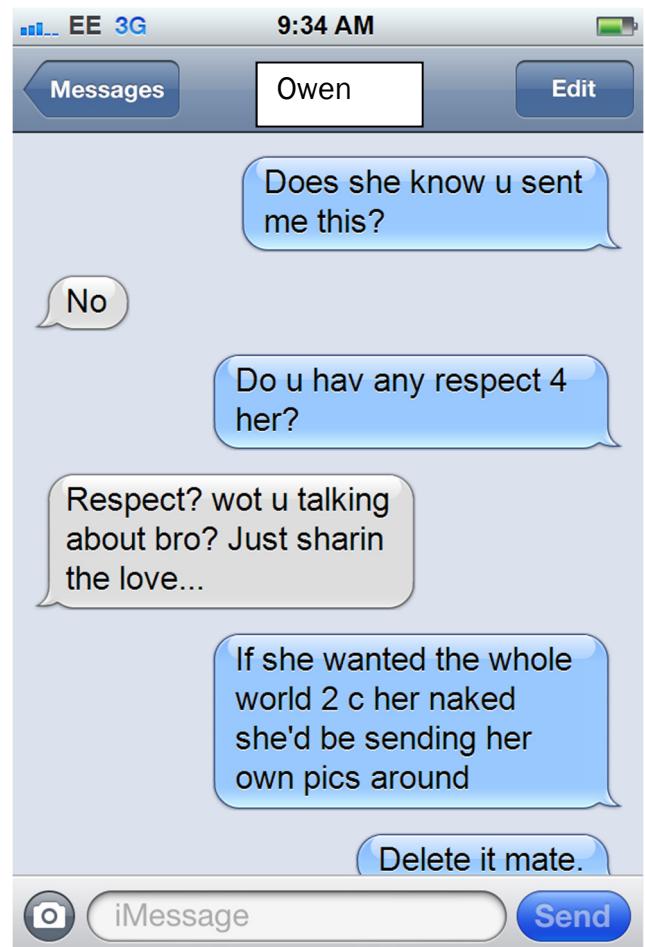 EE 3G 9:34 AM
Messages Owen Edit
Does she know u sent
me this?
No
Do u hav any respect 4
her?
Respect? wot u talking
about bro? Just sharin
the love...
If she wanted the whole
world 2 c her naked
she'd be sending her
own pics around
Delete it mate.
iMessage Send